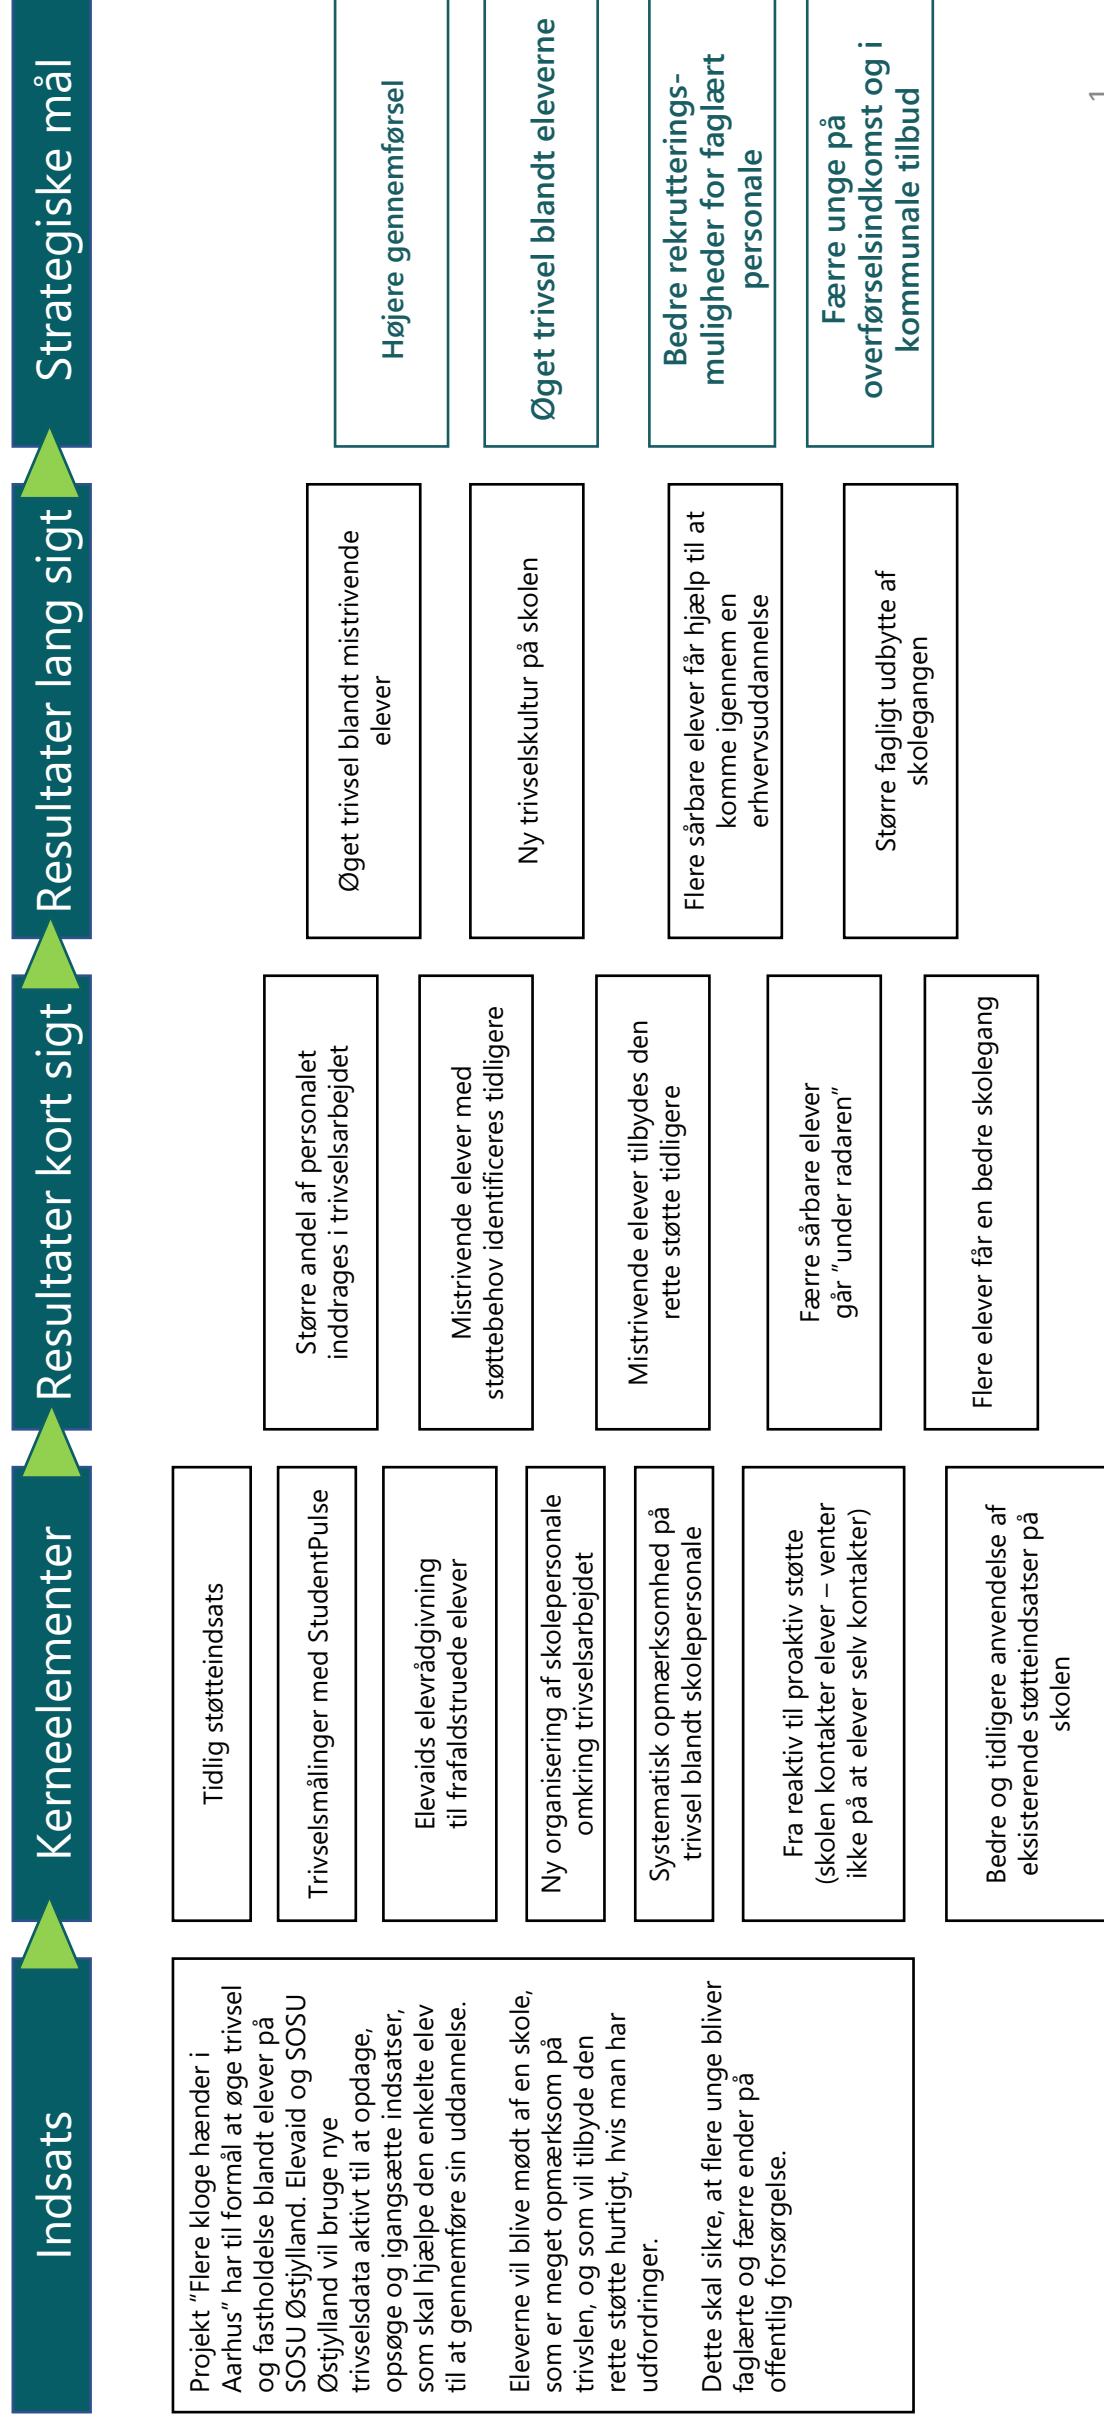 Indsats
Kerneelementer
Resultater kort sigt
Resultater lang sigt
Strategiske mål
Projekt ”Flere kloge hænder i
Aarhus” har til formål at øge trivsel
og fastholdelse blandt elever på
SOSU Østjylland. Elevaid og SOSU
Østjylland vil bruge nye
trivselsdata aktivt til at opdage,
opsøge og igangsætte indsatser,
som skal hjælpe den enkelte elev
til at gennemføre sin uddannelse.
Eleverne vil blive mødt af en skole,
som er meget opmærksom på
trivslen, og som vil tilbyde den
rette støtte hurtigt, hvis man har
udfordringer.
Dette skal sikre, at flere unge bliver
faglærte og færre ender på
offentlig forsørgelse.
Tidlig støtteindsats
Trivselsmålinger med StudentPulse
Elevaids elevrådgivning
til frafaldstruede elever
Ny organisering af skolepersonale
omkring trivselsarbejdet
Systematisk opmærksomhed på
trivsel blandt skolepersonale
Fra reaktiv til proaktiv støtte
(skolen kontakter elever – venter
ikke på at elever selv kontakter)
Bedre og tidligere anvendelse af
eksisterende støtteindsatser på
skolen
Større andel af personalet
inddrages i trivselsarbejdet
Mistrivende elever med
støttebehov identificeres tidligere
Mistrivende elever tilbydes den
rette støtte tidligere
Færre sårbare elever
går ”under radaren”
Flere elever får en bedre skolegang
Øget trivsel blandt mistrivende
elever
Ny trivselskultur på skolen
Flere sårbare elever får hjælp til at
komme igennem en
erhvervsuddannelse
Større fagligt udbytte af
skolegangen
Højere gennemførsel
Øget trivsel blandt eleverne
Bedre rekrutterings-
muligheder for faglært
personale
Færre unge på
overførselsindkomst og i
kommunale tilbud
1